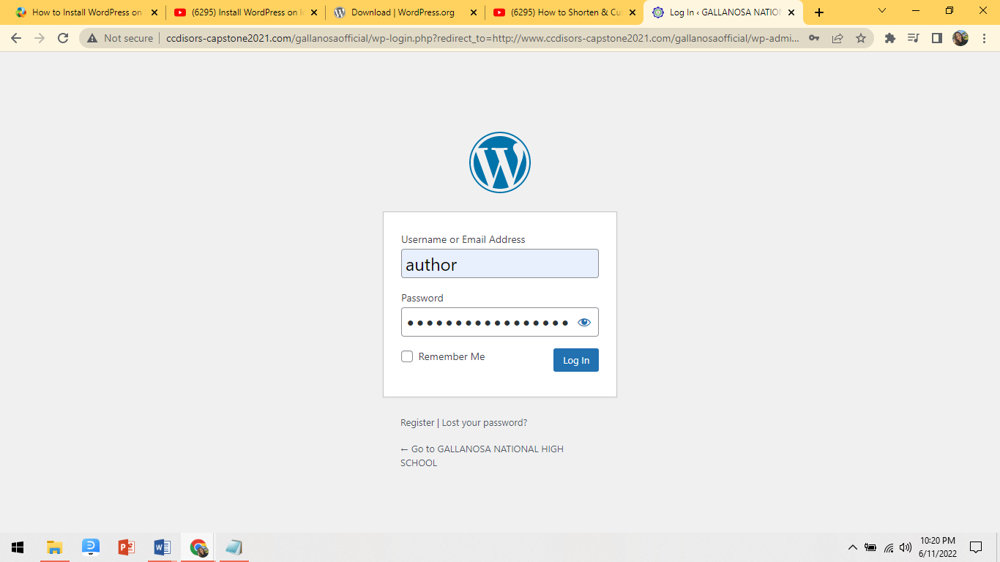 How to Install WordPress on
(6295) Install WordPress on lo
Download | WordPress.org
(6295) How to Shorten & Cus
Log In ‹ GALLANOSA NATION
Not secure | ccdisors-capstone2021.com/gallanosaofficial/wp-login.php?redirect_to=http://www.ccdisors-capstone2021.com/gallanosaofficial/wp-admi...
Username or Email Address
author
Password
Remember Me
Log In
Register | Lost your password?
← Go to GALLANOSA NATIONAL HIGH
SCHOOL
10:20 PM
6/11/2022